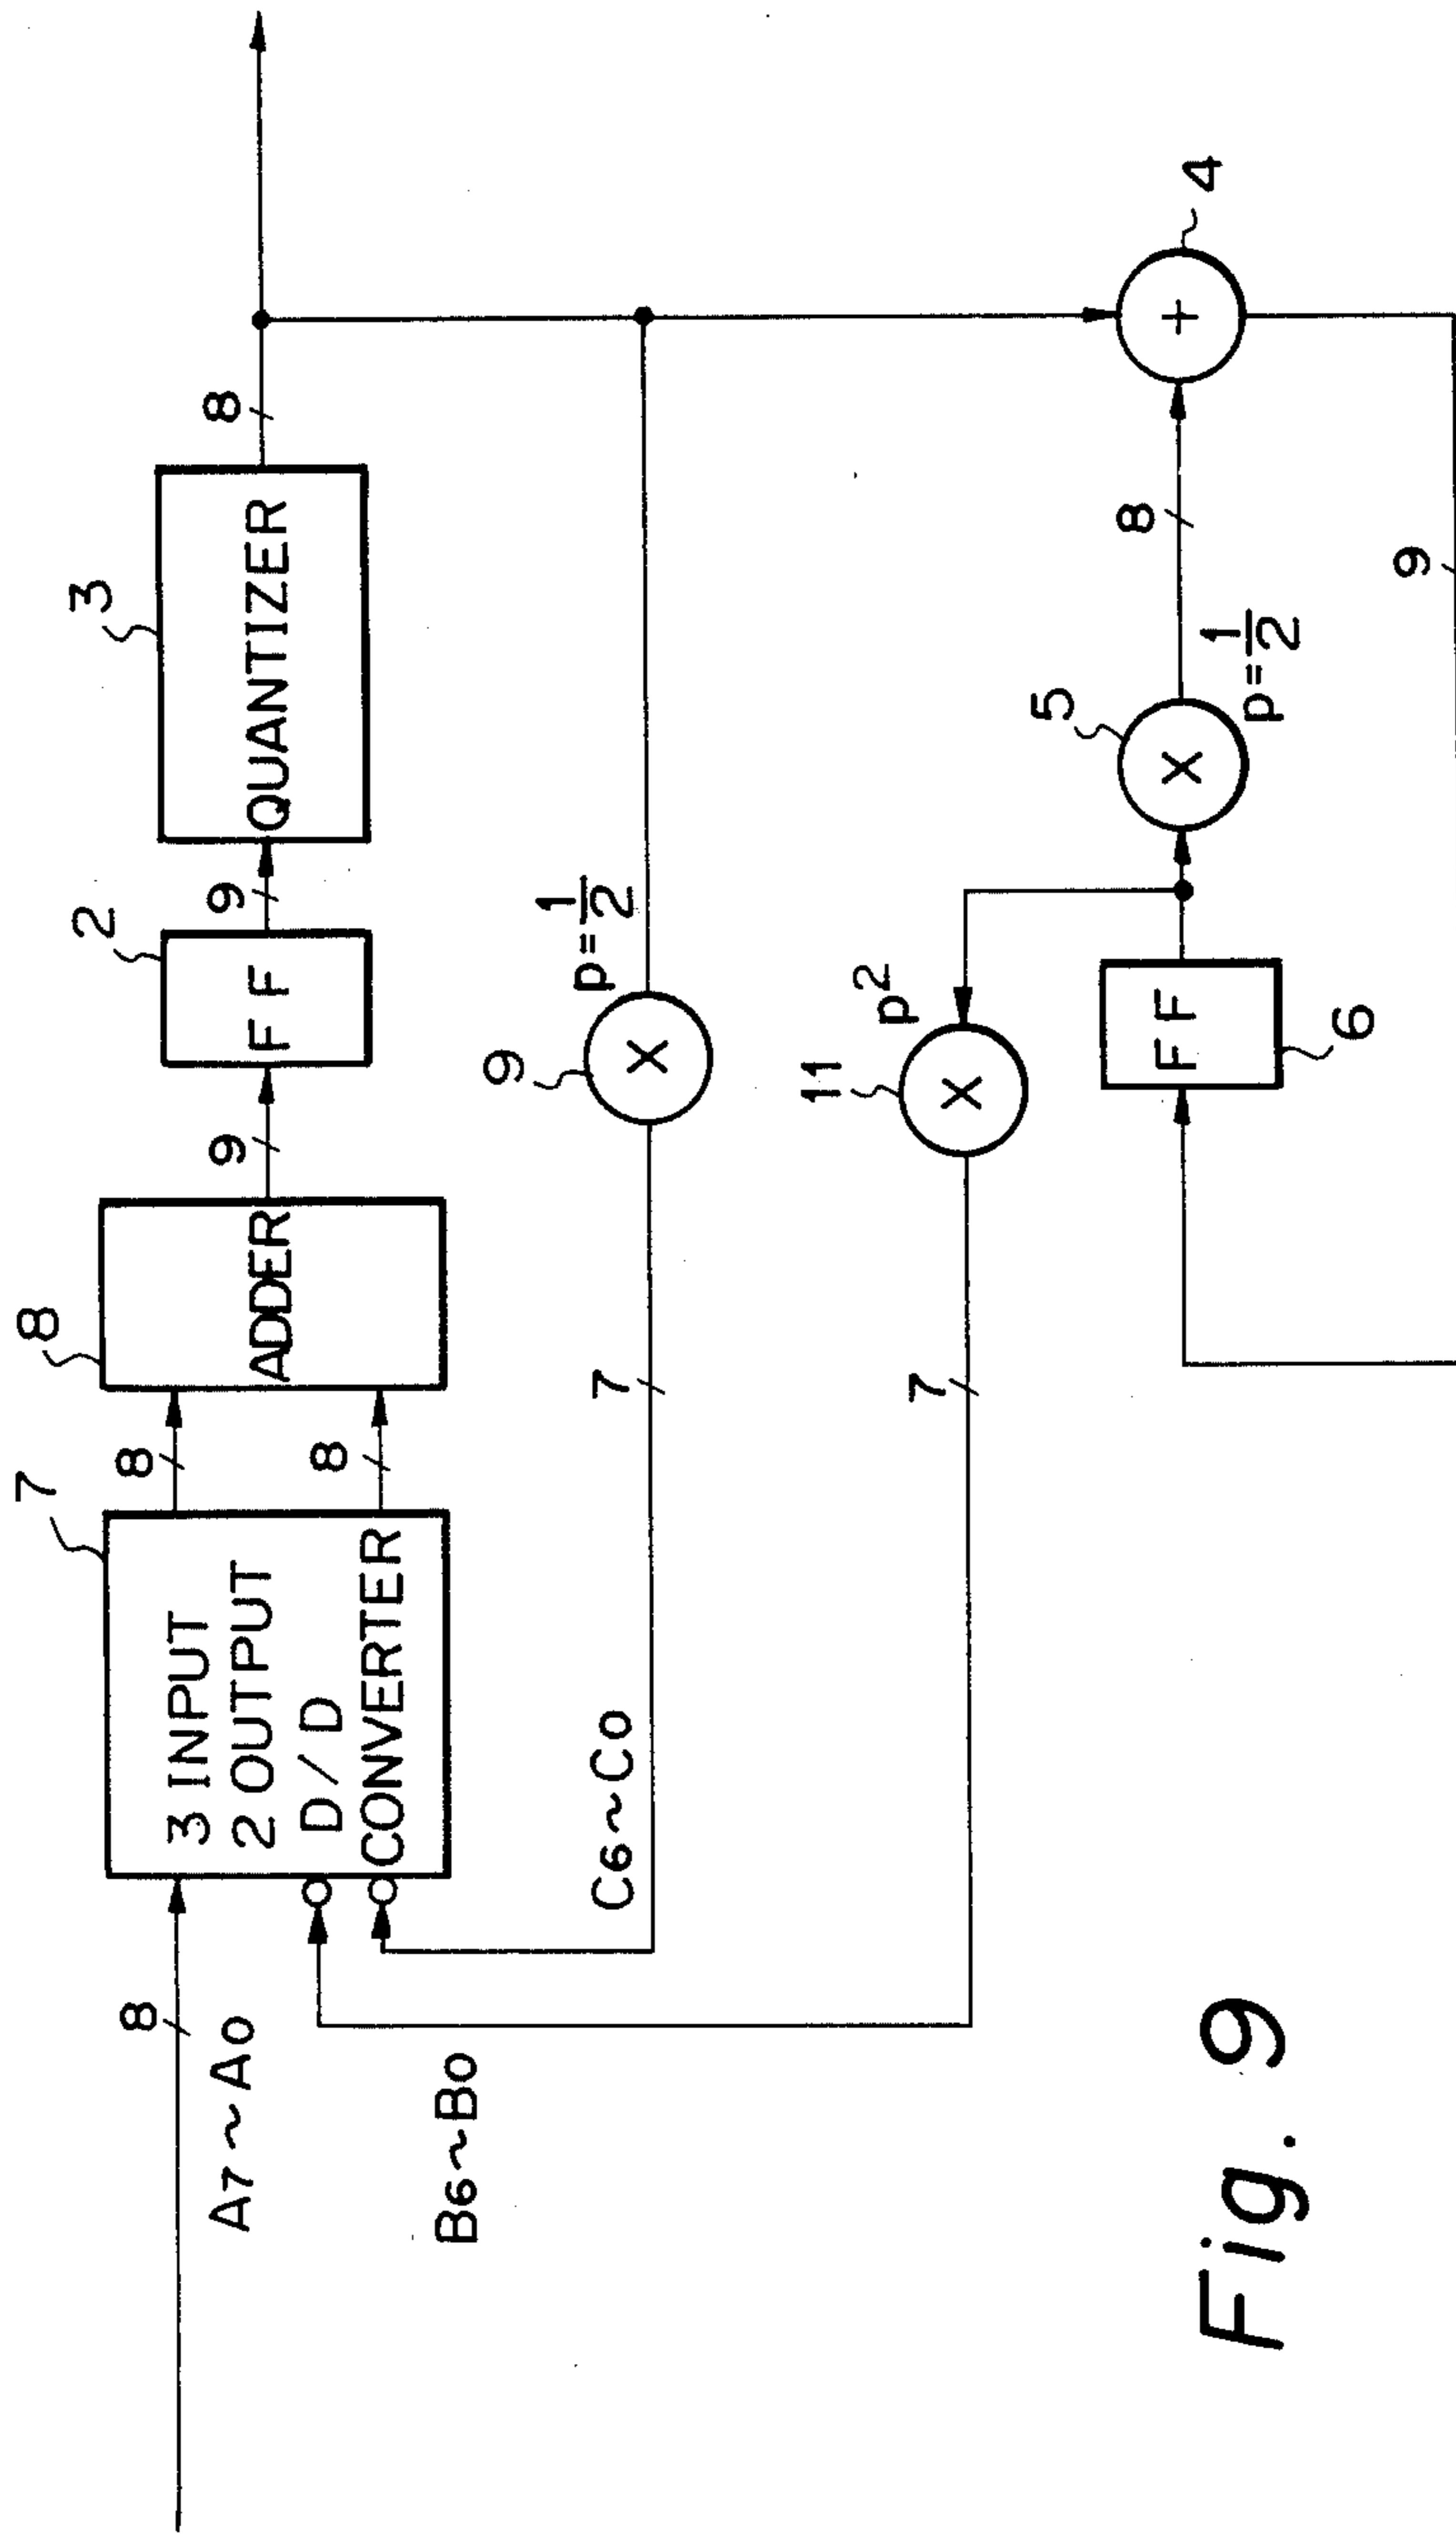 8
A7~A0
B6~B0
7
3 INPUT
2 OUTPUT
D/D
CONVERTER
8
8
8
ADDER
9
2
FF
9
3
QUANTIZER
8
C6~C0
7
9
X
p=1/2
7
11
X
p²
FF
6
5
X
p=1/2
8
+
4
9
Fig. 9